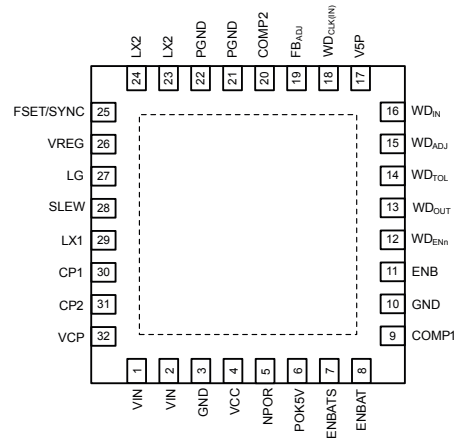 LX2
LX2
PGND
PGND
COMP2
FBADJ
WDCLK(IN)
V5P
24
23
22
21
20
19
18
17
FSET/SYNC 25
VREG 26
LG 27
SLEW 28
LX1 29
CP1 30
CP2 31
VCP 32
16 WDIN
15 WDADJ
14 WDTOL
13 WDOUT
12 WDENn
11 ENB
10 GND
9 COMP1
1
2
3
4
5
6
7
8
VIN
VIN
GND
VCC
NPOR
POK5V
ENBATS
ENBAT